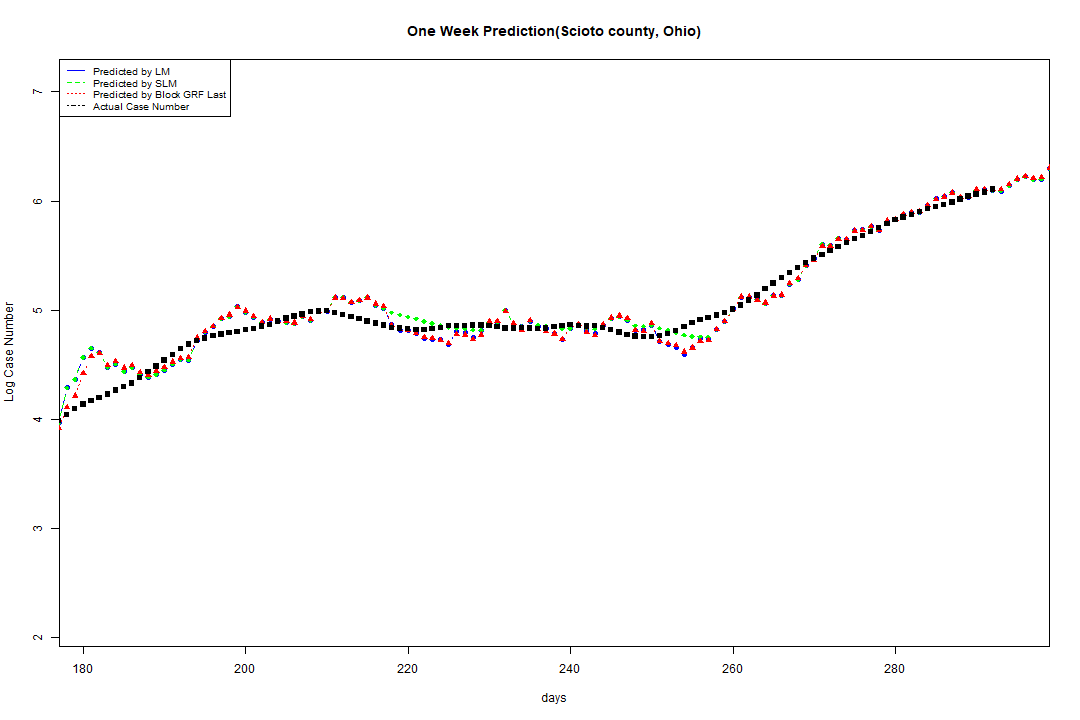 One Week Prediction(Scioto county, Ohio)
Predicted by LM
Predicted by SLM
Predicted by Block GRF Last
Actual Case Number
7
6
5
4
3
2
Log Case Number
180 200 220 240 260 280
days